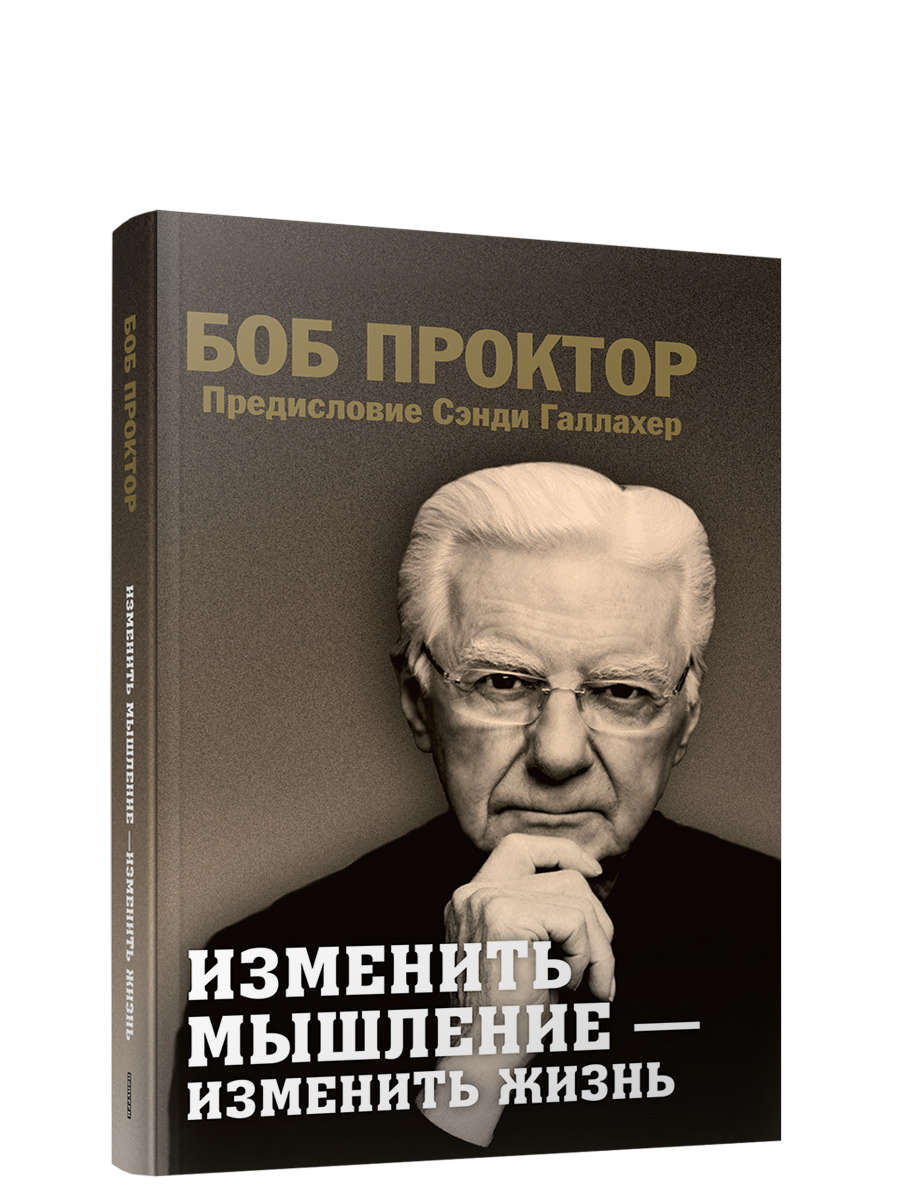 БОБ ПРОКТОР
Предисловие Сэнди Галлахер
ИЗМЕНИТЬ
МЫШЛЕНИЕ —
ИЗМЕНИТЬ ЖИЗНЬ
БОБ ПРОКТОР
ИЗМЕНИТЬ МЫШЛЕНИЕ —ИЗМЕНИТЬ ЖИЗНЬ